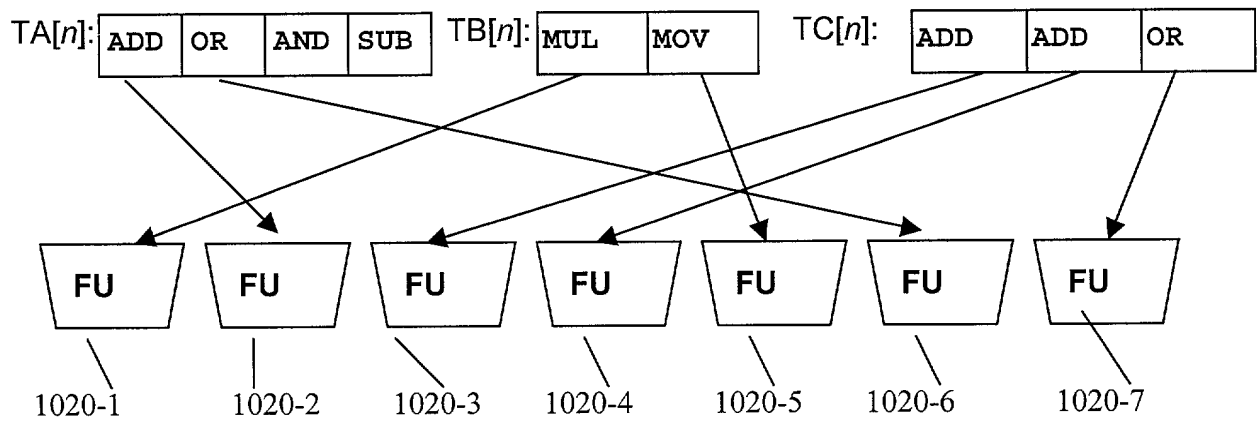 TA[n]: ADD OR AND SUB TB[n]: MUL MOV TC[n]: ADD ADD OR
FU FU FU FU FU FU FU
1020-1 1020-2 1020-3 1020-4 1020-5 1020-6 1020-7